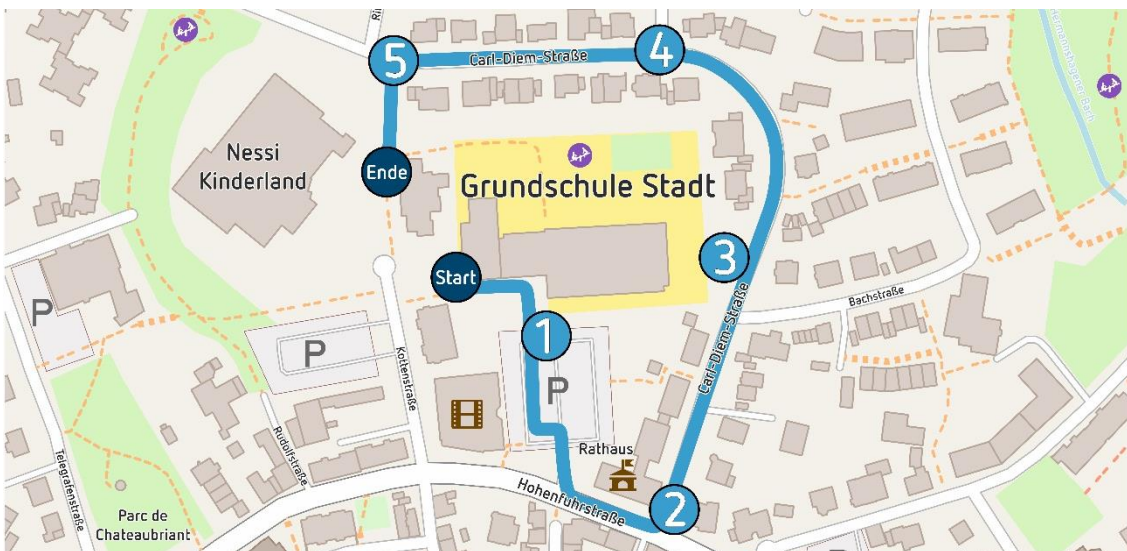 5
Carl-Diem-Straße
4
Nessi
Kinderland
Ende
Grundschule Stadt
Start
3
P
1
P
Bachstraße
Carl-Diem-Straße
Kottenstraße
P
Rathaus
Rudolfstraße
Telegrafenstraße
Hohenfuhrstraße
2
Parc de
Chateaubriant